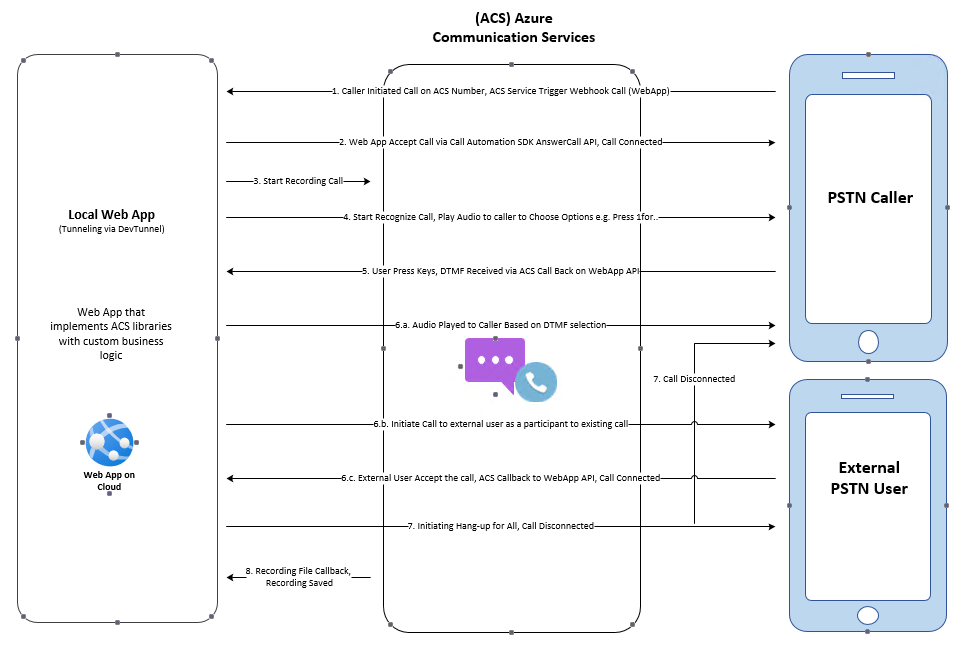 (ACS) Azure
Communication Services
1. Caller Initiated Call on ACS Number, ACS Service Trigger Webhook Call (WebApp)
2. Web App Accept Call via Call Automation SDK AnswerCall API, Call Connected
3. Start Recording Call
Local Web App
(Tunneling via DevTunnel)
4. Start Recognize Call, Play Audio to caller to Choose Options e.g. Press 1for..
PSTN Caller
5. User Press Keys, DTMF Received via ACS Call Back on WebApp API
Web App that
implements ACS libraries
with custom business
logic
6.a. Audio Played to Caller Based on DTMF selection
7. Call Disconnected
6.b. Initiate Call to external user as a participant to existing call
Web App on
Cloud
6.c. External User Accept the call, ACS Callback to WebApp API, Call Connected
External
PSTN User
7. Initiating Hang-up for All, Call Disconnected
8. Recording File Callback,
Recording Saved